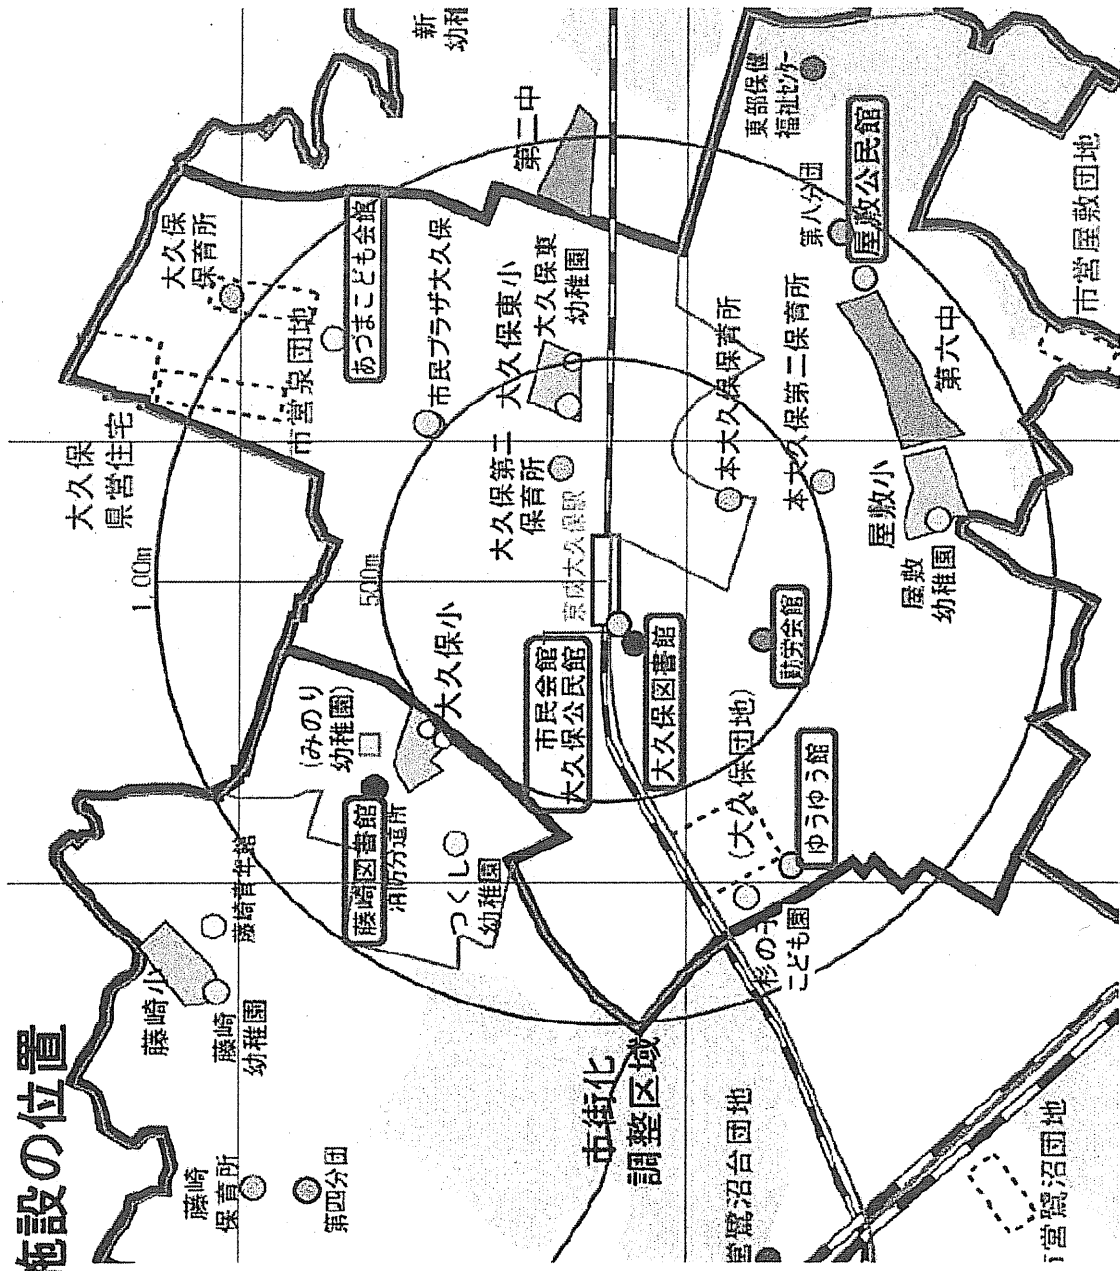 施設の位置
新
幼稚
大久保
保育所
あづまこども会館
市営泉団地
市民プラザ大久保
第二中
大久保東小
大久保東
幼稚園
大久保第二
保育所
大久保
県営住宅
500m
京成大久保駅
東部保健
福祉センター
第八分団
屋敷公民館
市営屋敷団地
第六中
本大久保保育所
本大久保第二保育所
屋敷小
屋敷
幼稚園
勤労会館
市民会館
大久保公民館
大久保図書館
大久保小
(みのり
幼稚園)
藤崎図書館
消防分遣所
つくし
幼稚園
(大久保団地)
ゆうゆう館
杉の子
こども園
藤崎青年館
藤崎小
藤崎
幼稚園
藤崎
保育所
第四分団
市街化
調整区域
営鷺沼台団地
営鷺沼団地